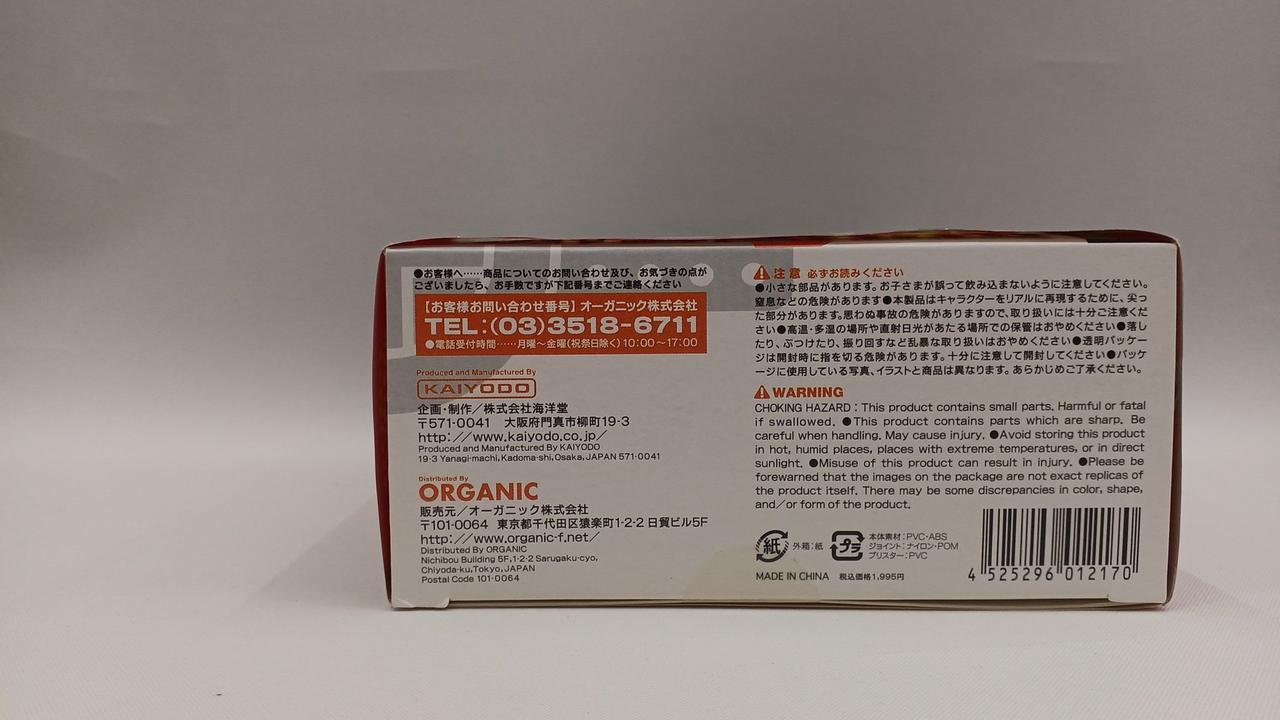 ●お客様へ……商品についてのお問い合わせ及び、お気づきの点が
ございましたら、お手数ですが下記番号までご連絡ください
【お客様お問い合わせ番号】オーガニック株式会社
TEL:(03)3518-6711
●電話受付時間……月曜〜金曜(祝祭日除く)10:00〜17:00
Produced and Manufactured By
KAIYODO
企画・制作／株式会社海洋堂
〒571-0041 大阪府門真市柳町19-3
http://www.kaiyodo.co.jp/
Produced and Manufactured By KAIYODO
19-3 Yanagi-machi, Kadoma-shi, Osaka, JAPAN 571-0041
Distributed By
ORGANIC
販売元／オーガニック株式会社
〒101-0064 東京都千代田区猿楽町1-2-2 日貿ビル5F
http://www.organic-f.net/
Distributed By ORGANIC
Nichibou Building 5F,1-2-2 Sarugaku-cyo,
Chiyoda-ku,Tokyo,JAPAN
Postal Code 101-0064
注意 必ずお読みください
●小さな部品があります。お子さまが誤って飲み込まないように注意してください。
窒息などの危険があります●本製品はキャラクターをリアルに再現するために、尖っ
た部分があります。思わぬ事故の危険がありますので、取り扱いには十分ご注意くだ
さい●高温・多湿の場所や直射日光があたる場所での保管はおやめください●落し
たり、ぶつけたり、振り回すなど乱暴な取り扱いはおやめください●透明パッケー
ジは開封時に指を切る危険があります。十分に注意して開封してください●パッケ
ージに使用している写真、イラストと商品は異なります。あらかじめご了承ください。
WARNING
CHOKING HAZARD : This product contains small parts. Harmful or fatal
if swallowed. ●This product contains parts which are sharp. Be
careful when handling. May cause injury. ●Avoid storing this product
in hot, humid places, places with extreme temperatures, or in direct
sunlight. ●Misuse of this product can result in injury. ●Please be
forewarned that the images on the package are not exact replicas of
the product itself. There may be some discrepancies in color, shape,
and/or form of the product.
紙 外箱:紙
プラ 本体素材:PVC・ABS
ジョイント:ナイロン・POM
ブリスター:PVC
MADE IN CHINA 税込価格1,995円
4 525296 012170